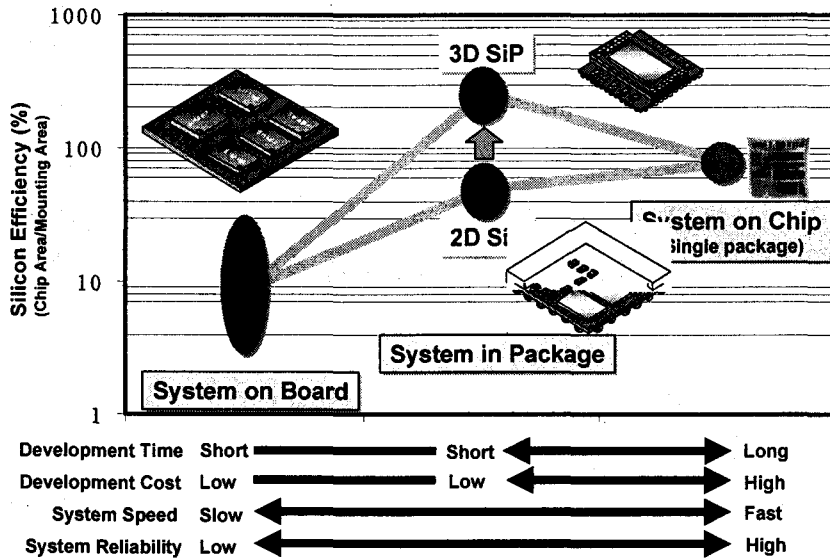 1000
100
10
1
Silicon Efficiency (%)
(Chip Area/Mounting Area)
3D SiP
2D Si
System on Chip
Single package)
System in Package
System on Board
Development Time Short Short Long
Development Cost Low Low High
System Speed Slow Fast
System Reliability Low High